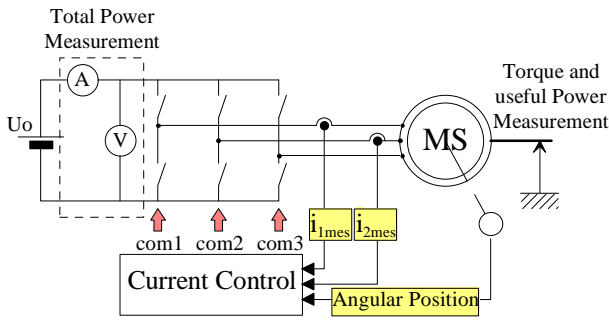 Total Power
Measurement
A
Torque and
useful Power
Measurement
Uo
V
MS
i1mes
i2mes
com1
com2
com3
Current Control
Angular Position